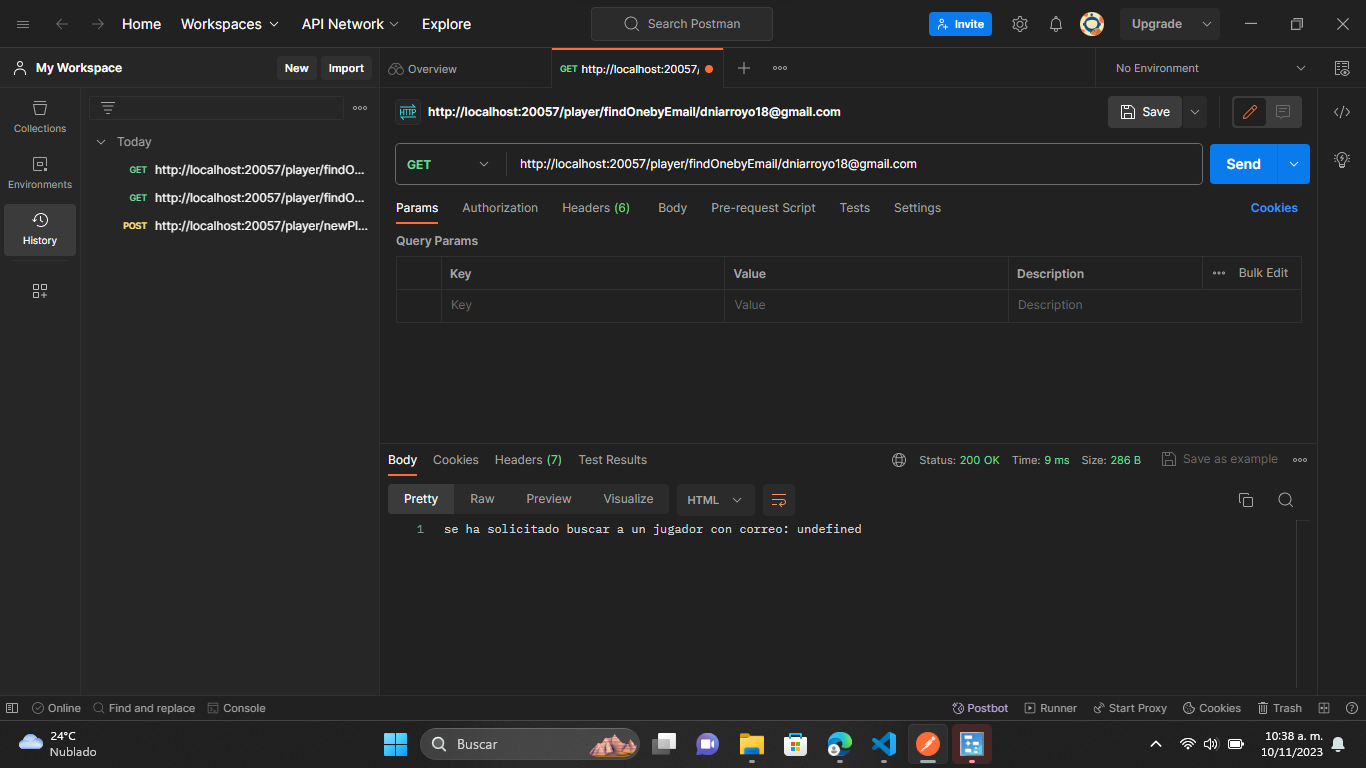 Home
Workspaces
API Network
Explore
Search Postman
Invite
Upgrade
My Workspace
New
Import
Overview
GET http://localhost:20057/
No Environment
Collections
Environments
History
Today
GET http://localhost:20057/player/findO...
GET http://localhost:20057/player/findO...
POST http://localhost:20057/player/newPl...
HTTP http://localhost:20057/player/findOnebyEmail/dniarroyo18@gmail.com
Save
GET http://localhost:20057/player/findOnebyEmail/dniarroyo18@gmail.com
Send
Params Authorization Headers (6) Body Pre-request Script Tests Settings Cookies
Query Params
Key Value Description Bulk Edit
Key Value Description
Body Cookies Headers (7) Test Results Status: 200 OK Time: 9 ms Size: 286 B Save as example
Pretty Raw Preview Visualize HTML
1 se ha solicitado buscar a un jugador con correo: undefined
Online Find and replace Console Postbot Runner Start Proxy Cookies Trash
24°C
Nublado
Buscar
10:38 a. m.
10/11/2023